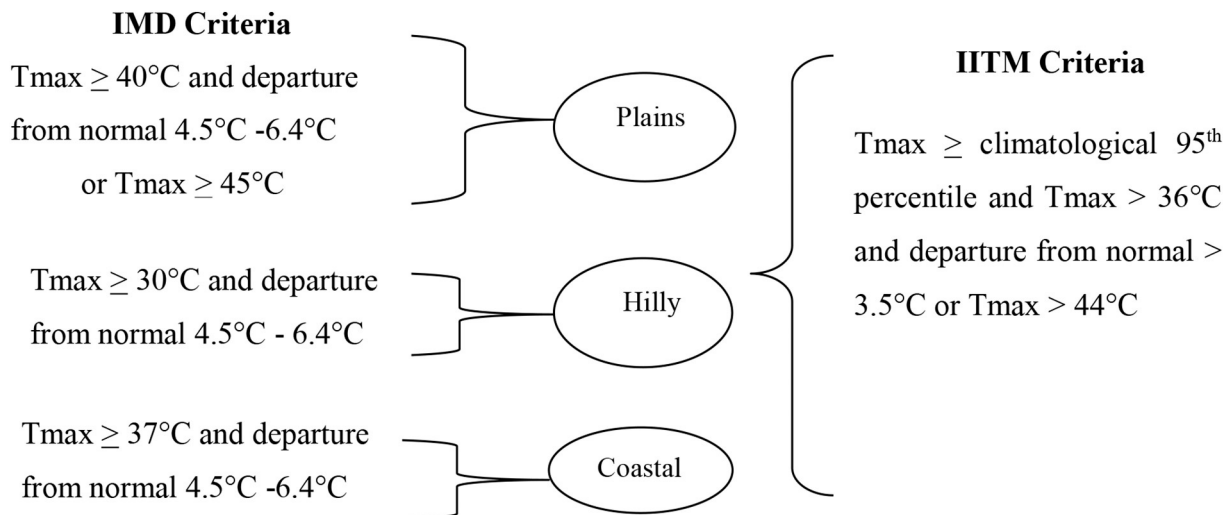 IMD Criteria
Tmax ≥ 40°C and departure
from normal 4.5°C -6.4°C
or Tmax ≥ 45°C
Plains
Tmax ≥ 30°C and departure
from normal 4.5°C - 6.4°C
Hilly
Tmax ≥ 37°C and departure
from normal 4.5°C -6.4°C
Coastal
IITM Criteria
Tmax ≥ climatological 95th
percentile and Tmax > 36°C
and departure from normal >
3.5°C or Tmax > 44°C